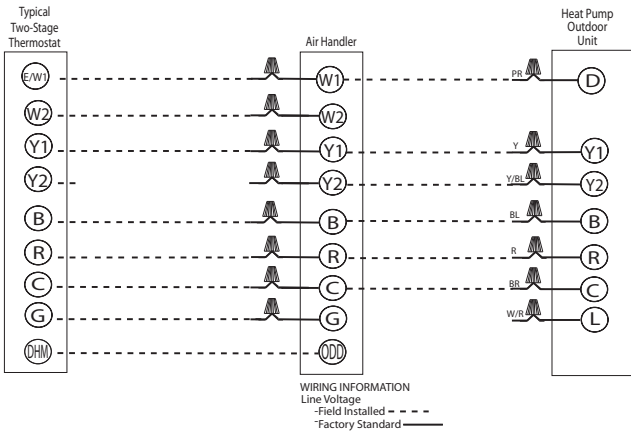 Typical
Two-Stage
Thermostat
Air Handler
Heat Pump
Outdoor
Unit
E/W1 W1 PR D
W2 W2
Y1 Y1 Y Y1
Y2 Y2 Y/BL Y2
B B BL B
R R R R
C C BR C
G G W/R L
DHM ODD
WIRING INFORMATION
Line Voltage
-Field Installed
-Factory Standard